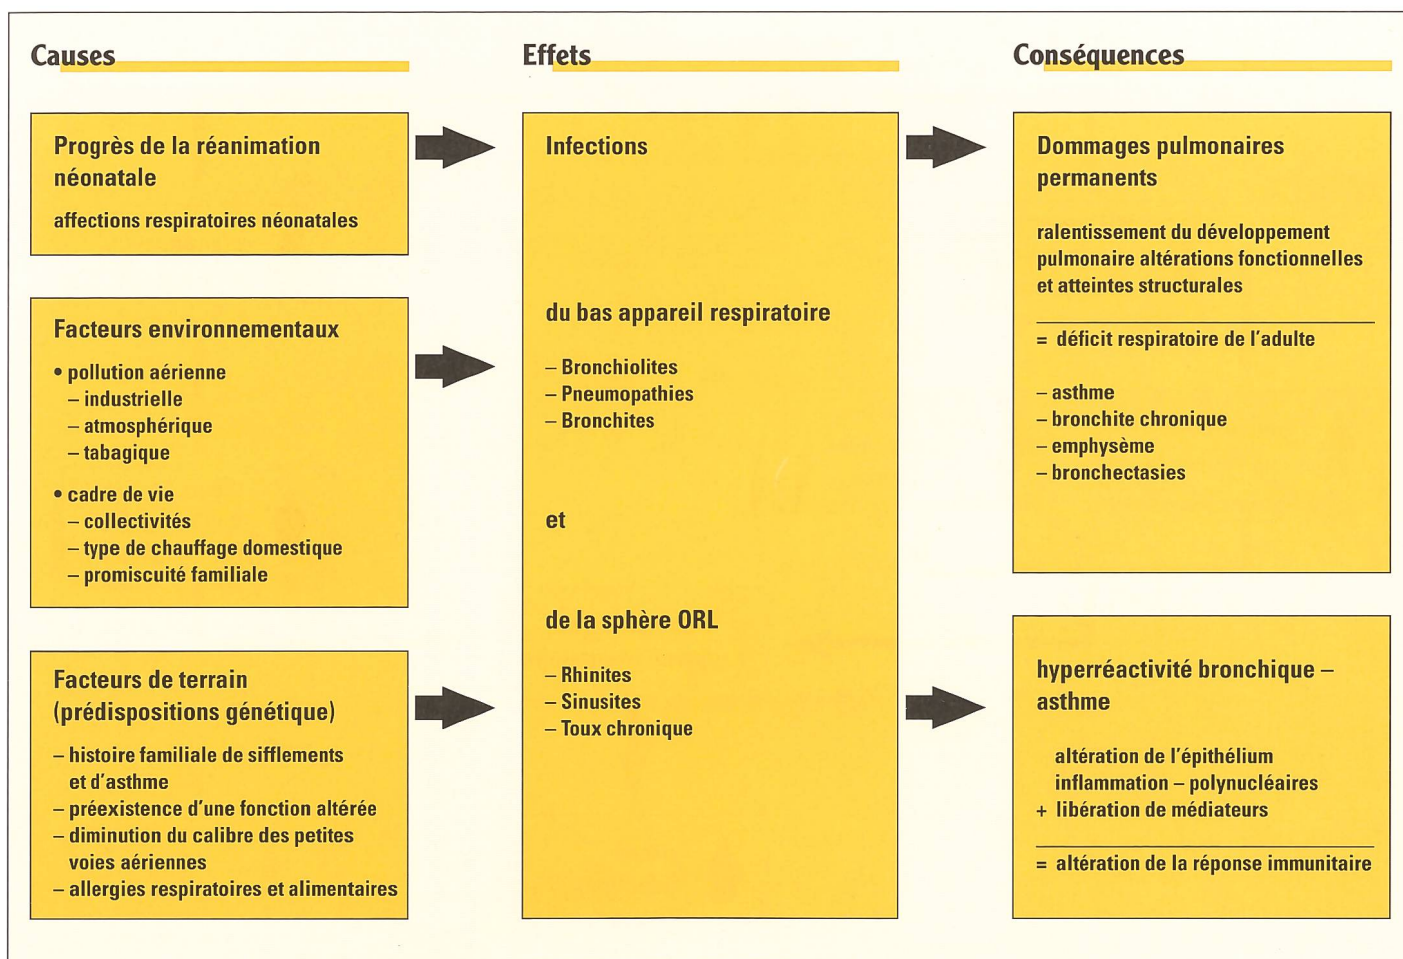 Causes
Progrès de la réanimation
néonatale
affections respiratoires néonatales
Facteurs environnementaux
• pollution aérienne
– industrielle
– atmosphérique
– tabagique
• cadre de vie
– collectivités
– type de chauffage domestique
– promiscuité familiale
Facteurs de terrain
(prédispositions génétique)
– histoire familiale de sifflements
et d'asthme
– préexistence d'une fonction altérée
– diminution du calibre des petites
voies aériennes
– allergies respiratoires et alimentaires
Effets
Infections
du bas appareil respiratoire
– Bronchiolites
– Pneumopathies
– Bronchites
et
de la sphère ORL
– Rhinites
– Sinusites
– Toux chronique
Conséquences
Dommages pulmonaires
permanents
ralentissement du développement
pulmonaire altérations fonctionnelles
et atteintes structurales
= déficit respiratoire de l'adulte
– asthme
– bronchite chronique
– emphysème
– bronchectasies
hyperréactivité bronchique –
asthme
altération de l'épithélium
inflammation – polynucléaires
+ libération de médiateurs
= altération de la réponse immunitaire